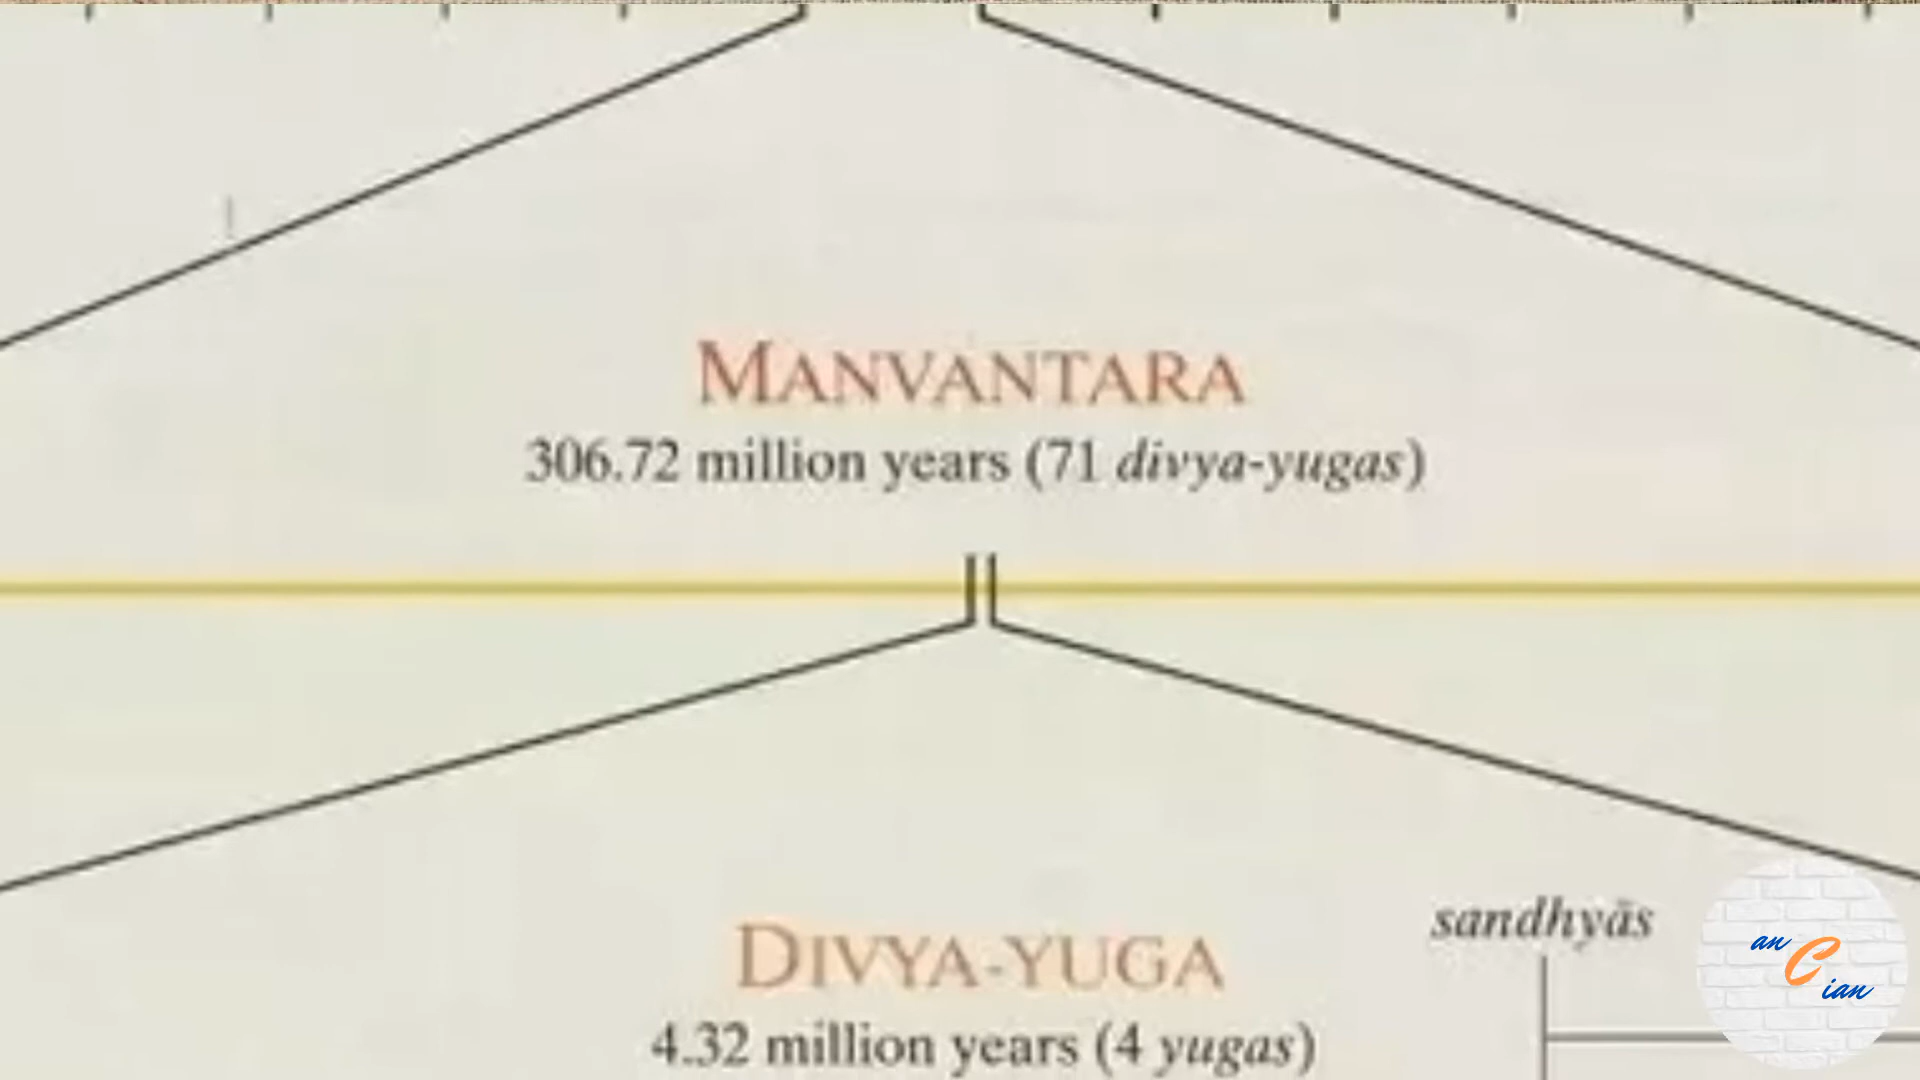 MANVANTARA
306.72 million years (71 divya-yugas)
sandhyās
DIVYA-YUGA
4.32 million years (4 yugas)
an
C
ian